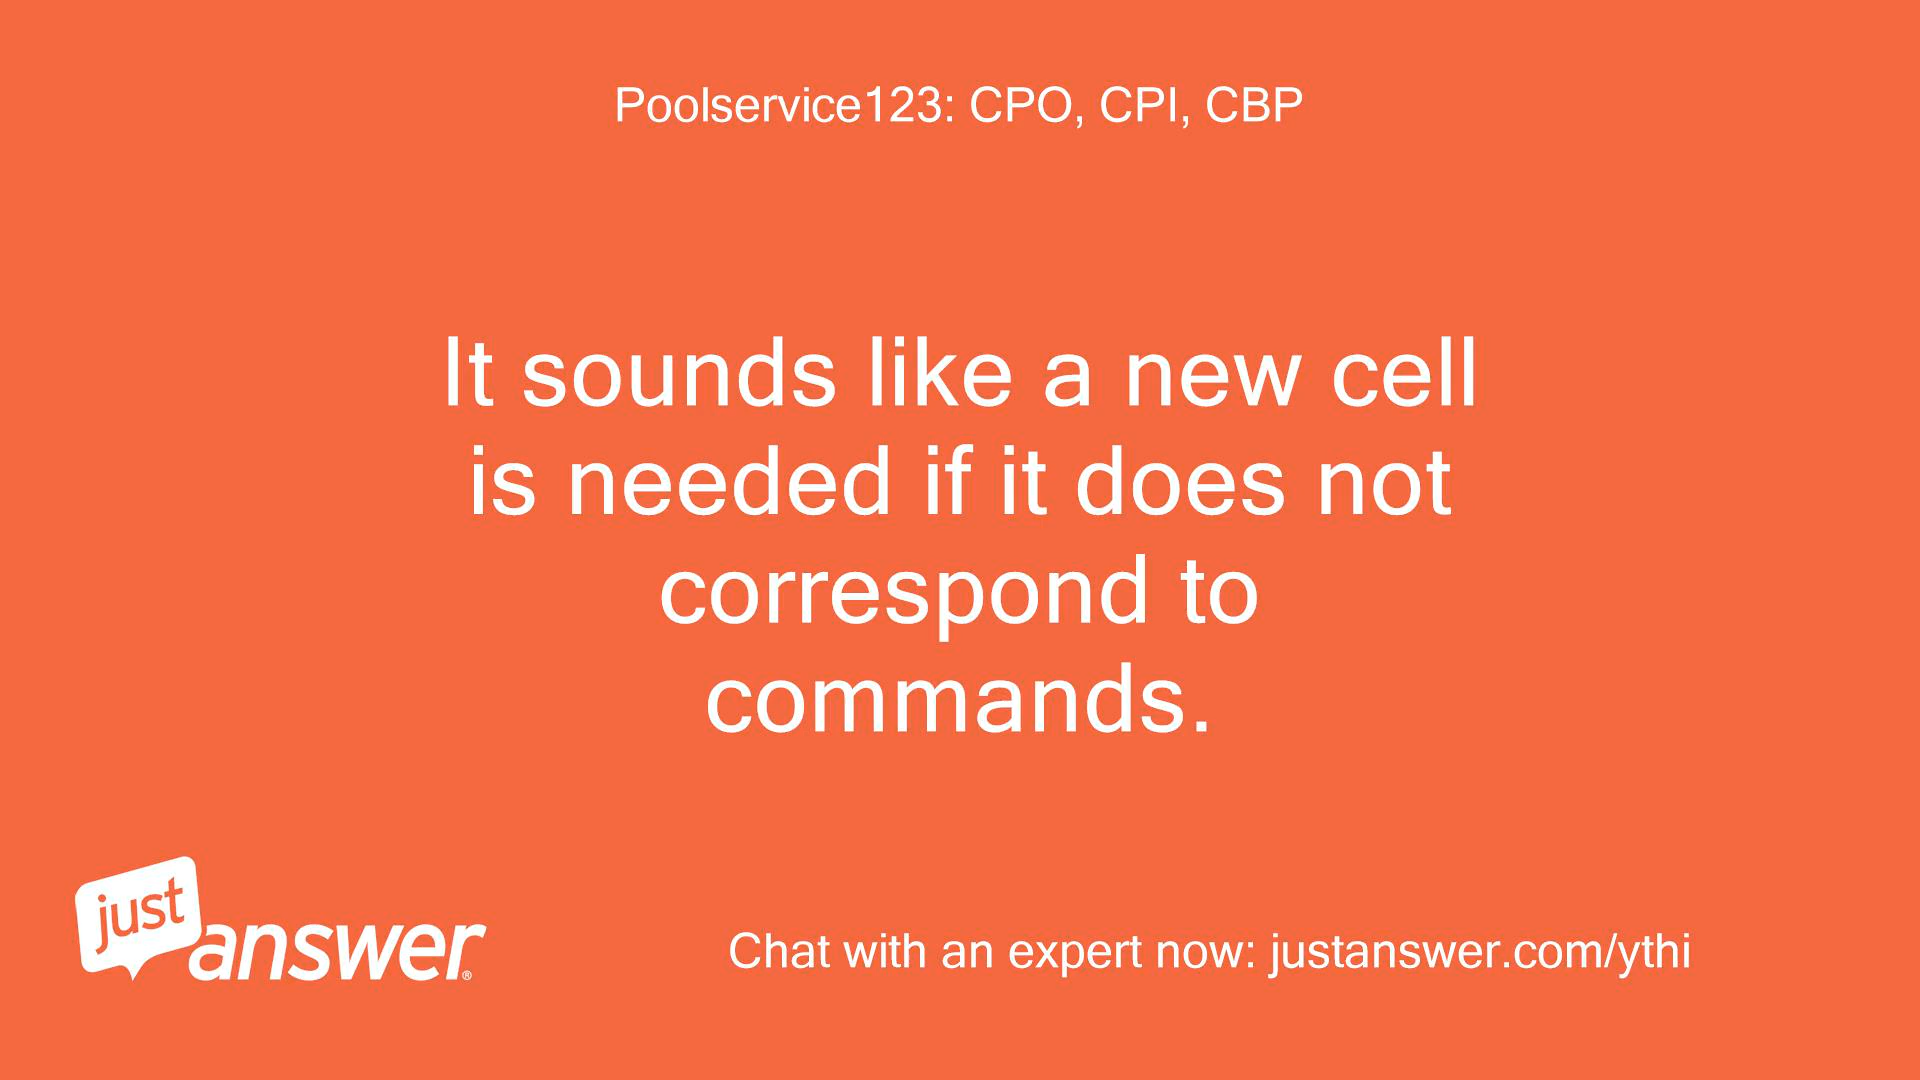 Poolservice123: CPO, CPI, CBP
It sounds like a new cell
is needed if it does not
correspond to
commands.
just
answer®
Chat with an expert now: justanswer.com/ythi